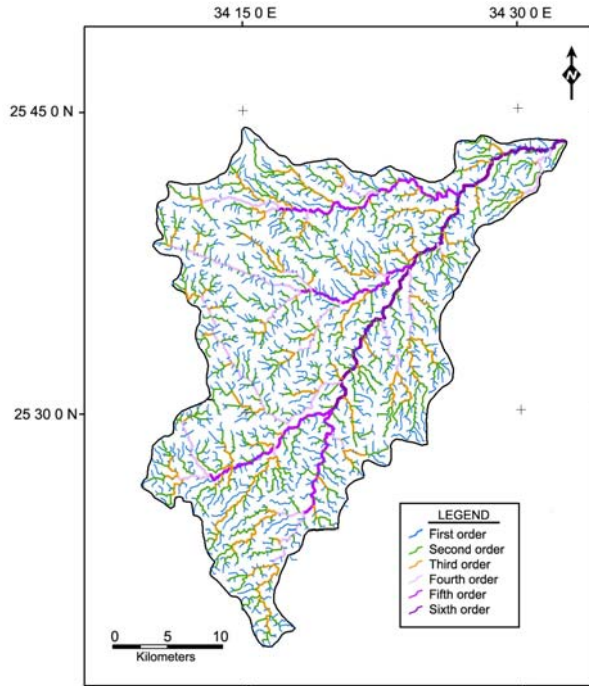 34 15 0 E 34 30 0 E
N
25 45 0 N
25 30 0 N
LEGEND
First order
Second order
Third order
Fourth order
Fifth order
Sixth order
0 5 10
Kilometers